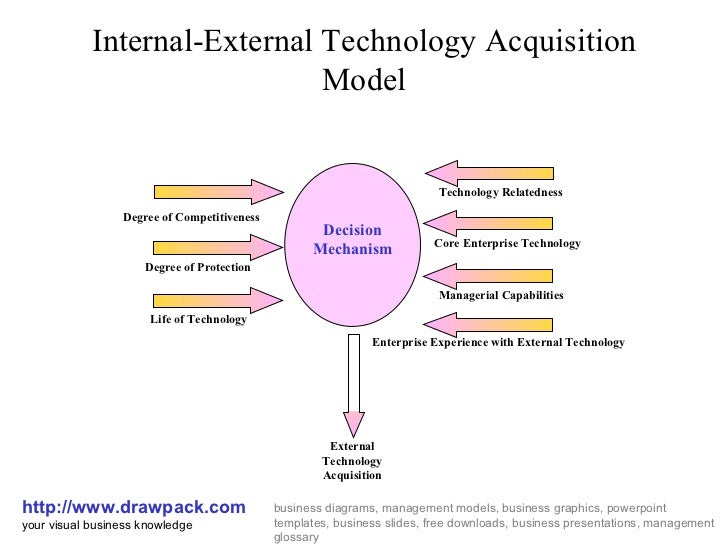 Internal-External Technology Acquisition
Model
Technology Relatedness
Degree of Competitiveness
Decision
Mechanism
Core Enterprise Technology
Degree of Protection
Managerial Capabilities
Life of Technology
Enterprise Experience with External Technology
External
Technology
Acquisition
http://www.drawpack.com
your visual business knowledge
business diagrams, management models, business graphics, powerpoint
templates, business slides, free downloads, business presentations, management
glossary